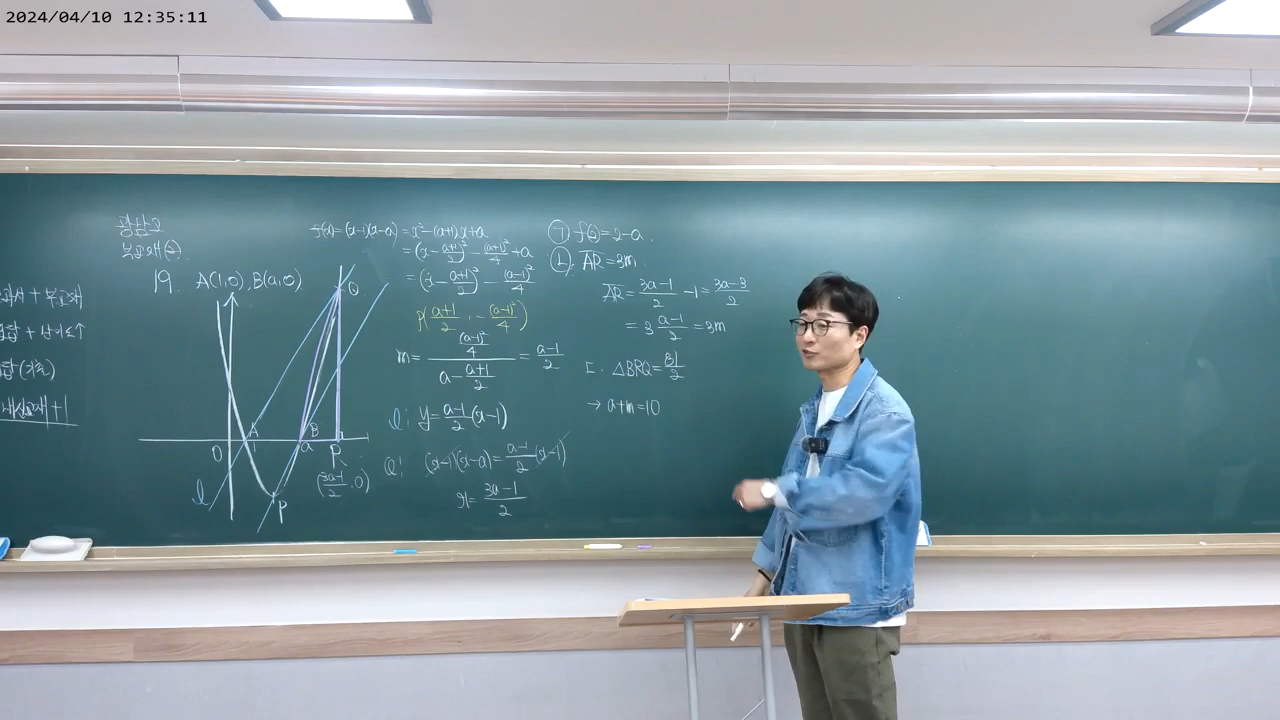 2024/04/10 12:35:11
19. A(1,0), B(a,0)
Q
A
B
O
1
a
R
(3a-1/2, 0)
l
P
f(x)=(x-1)(x-a)=x²-(a+1)x+a
=(x-(a+1)/2)²-(a+1)²/4+a
=(x-(a+1)/2)²-(a-1)²/4
P((a+1)/2, -(a-1)²/4)
m=((a-1)²/4)/(a-(a+1)/2)=(a-1)/2
l: y=(a-1)/2(x-1)
Q: (x-1)(x-a)=(a-1)/2(x-1)
x=(3a-1)/2
㉠ f(2)=2-a.
㉡. AR=3m.
AR=(3a-1)/2-1=(3a-3)/2
=3(a-1)/2=3m
ㄷ. △BRQ=81/2
→ a+m=10